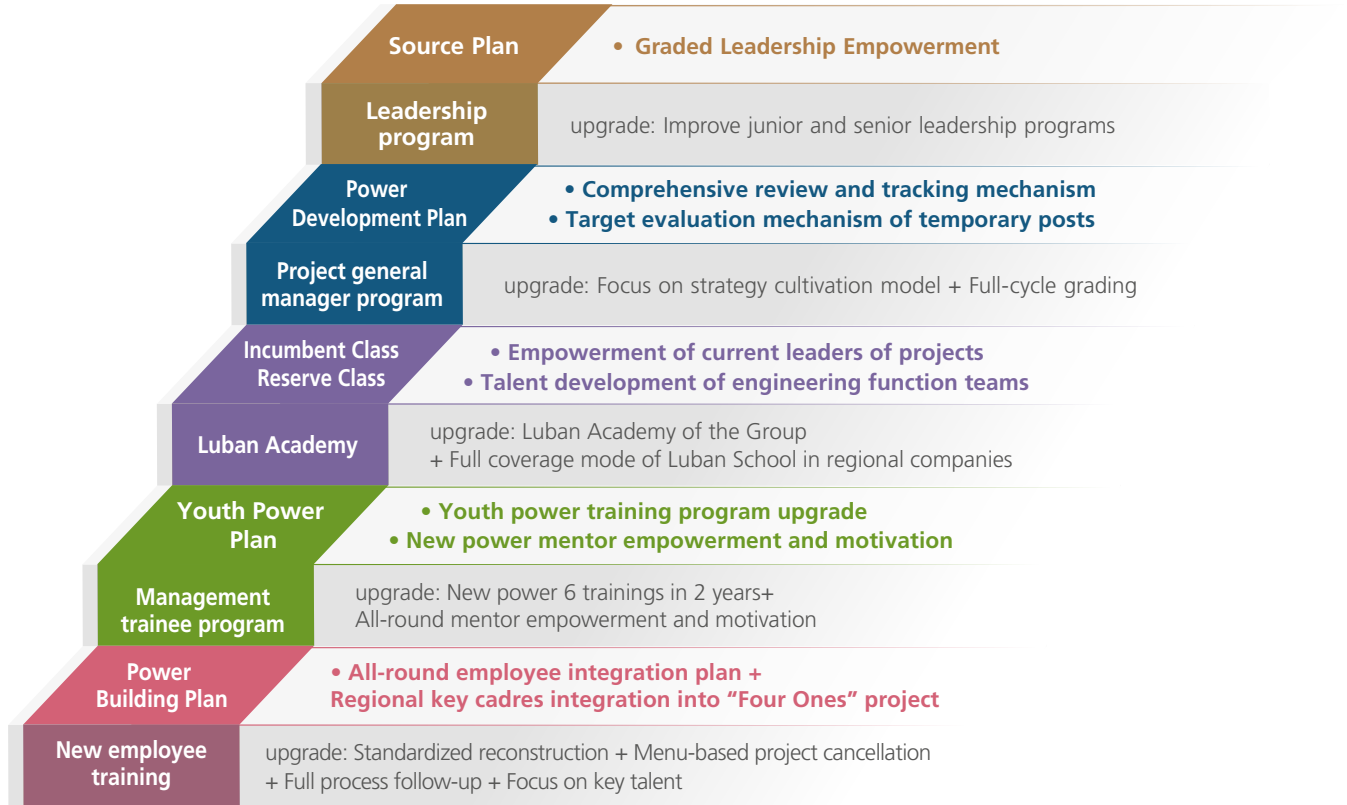 Source Plan
• Graded Leadership Empowerment
Leadership
program
upgrade: Improve junior and senior leadership programs
Power
Development Plan
• Comprehensive review and tracking mechanism
• Target evaluation mechanism of temporary posts
Project general
manager program
upgrade: Focus on strategy cultivation model + Full-cycle grading
Incumbent Class
Reserve Class
• Empowerment of current leaders of projects
• Talent development of engineering function teams
Luban Academy
upgrade: Luban Academy of the Group
+ Full coverage mode of Luban School in regional companies
Youth Power
Plan
• Youth power training program upgrade
• New power mentor empowerment and motivation
Management
trainee program
upgrade: New power 6 trainings in 2 years+
All-round mentor empowerment and motivation
Power
Building Plan
• All-round employee integration plan +
Regional key cadres integration into “Four Ones” project
New employee
training
upgrade: Standardized reconstruction + Menu-based project cancellation
+ Full process follow-up + Focus on key talent